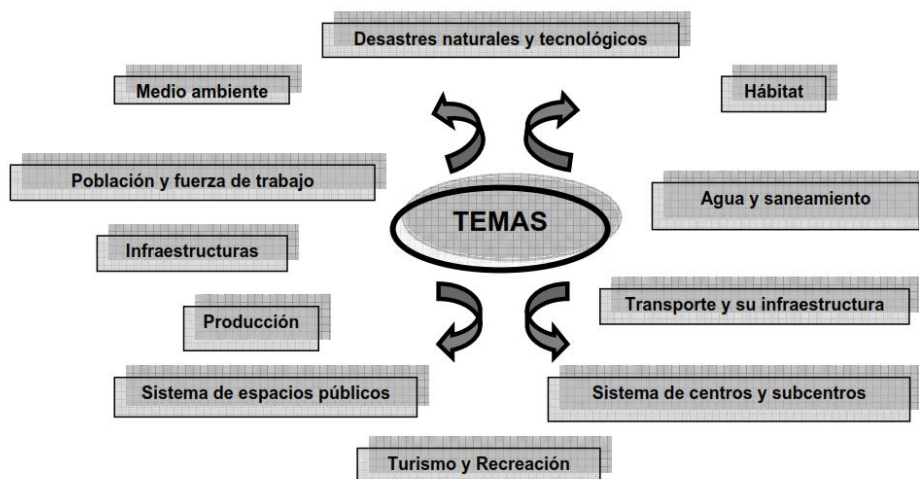 Desastres naturales y tecnológicos
Medio ambiente
Hábitat
Población y fuerza de trabajo
Agua y saneamiento
TEMAS
Infraestructuras
Transporte y su infraestructura
Producción
Sistema de espacios públicos
Sistema de centros y subcentros
Turismo y Recreación